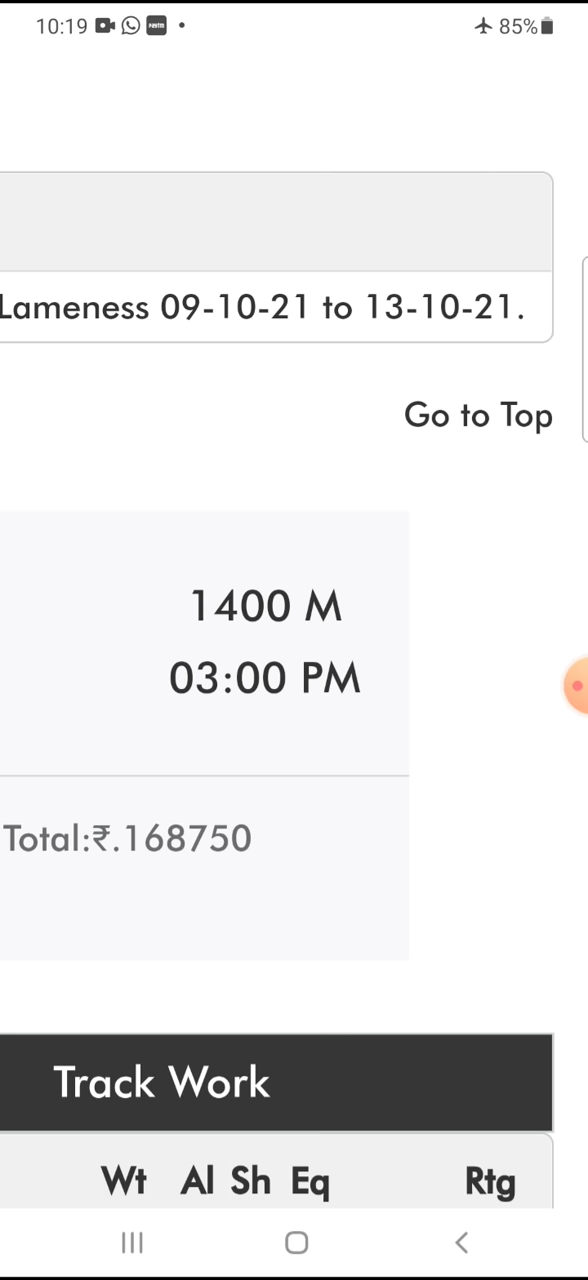 10:19 paytm 85%
Lameness 09-10-21 to 13-10-21.
Go to Top
1400 M
03:00 PM
Total:₹.168750
Track Work
Wt Al Sh Eq Rtg